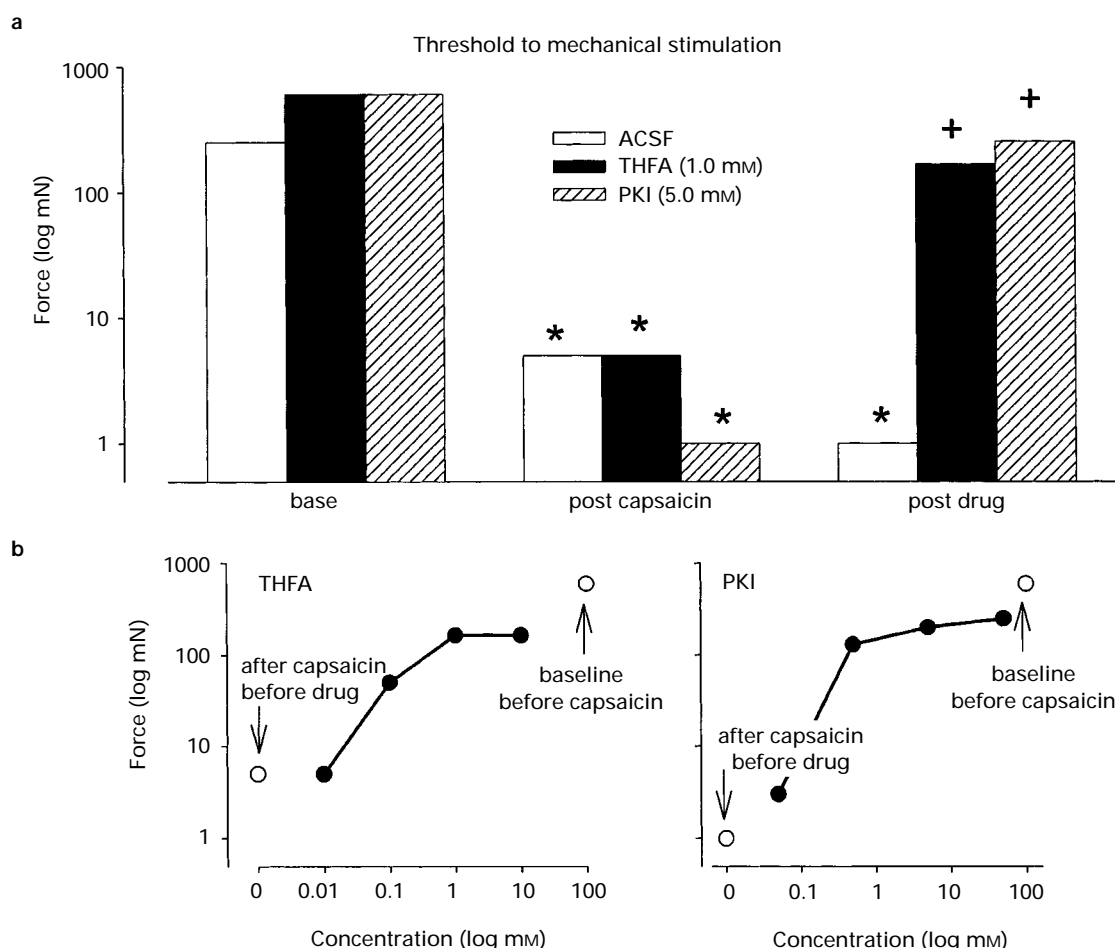 a
Threshold to mechanical stimulation
1000
100
10
1
Force (log mN)
ACSF
THFA (1.0 mM)
PKI (5.0 mM)
+ +
* * * *
base post capsaicin post drug
b
1000
100
10
1
Force (log mN)
THFA
after capsaicin
before drug
baseline
before capsaicin
0 0.01 0.1 1 10 100
Concentration (log mM)
PKI
baseline
before capsaicin
after capsaicin
before drug
0 0.1 1 10 100
Concentration (log mM)